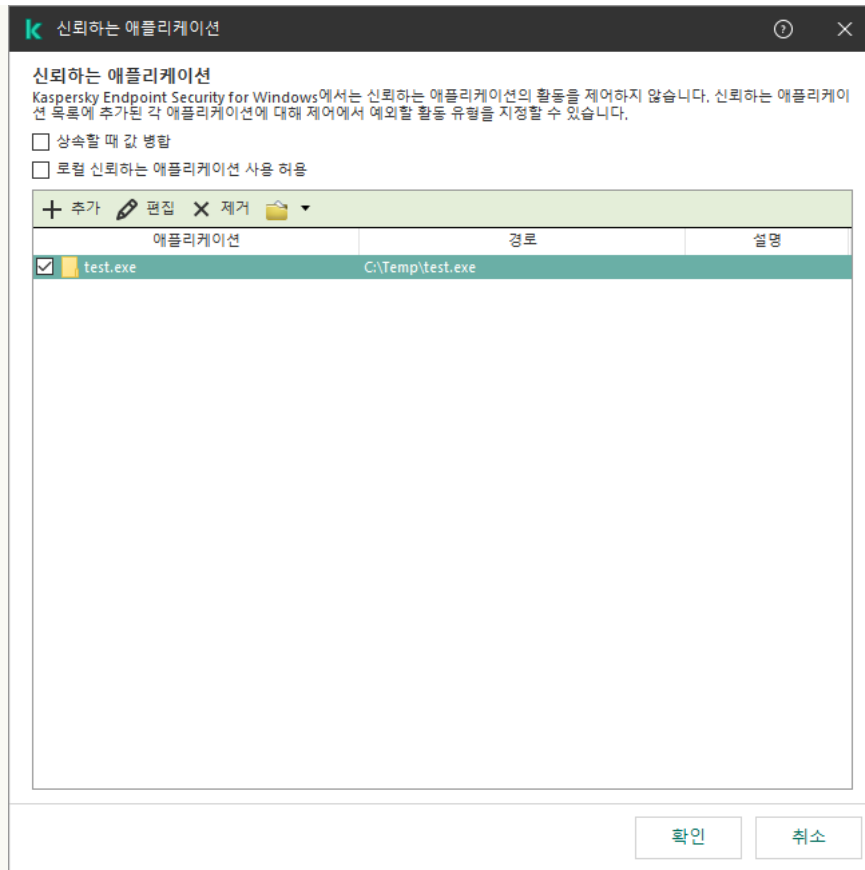 신뢰하는 애플리케이션
신뢰하는 애플리케이션
Kaspersky Endpoint Security for Windows에서는 신뢰하는 애플리케이션의 활동을 제어하지 않습니다. 신뢰하는 애플리케이
션 목록에 추가된 각 애플리케이션에 대해 제어에서 예외할 활동 유형을 지정할 수 있습니다.
상속할 때 값 병합
로컬 신뢰하는 애플리케이션 사용 허용
추가 편집 제거
애플리케이션 경로 설명
test.exe C:\Temp\test.exe
확인 취소